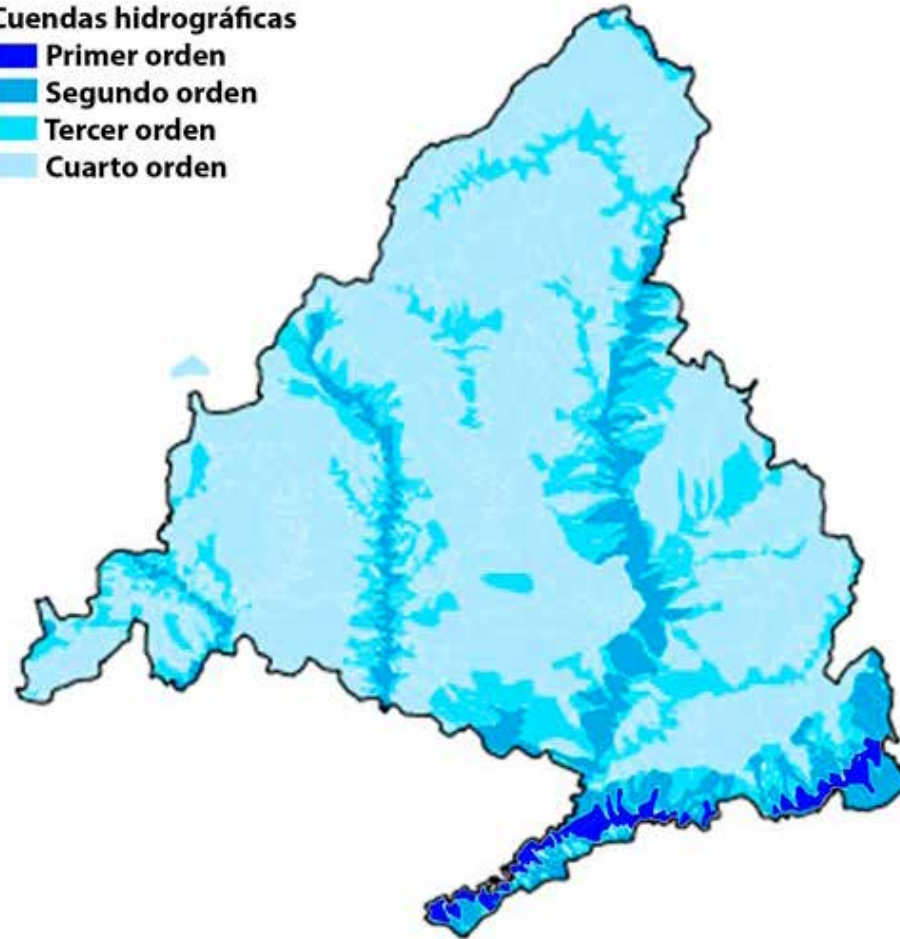 Cuendas hidrográficas
Primer orden
Segundo orden
Tercer orden
Cuarto orden